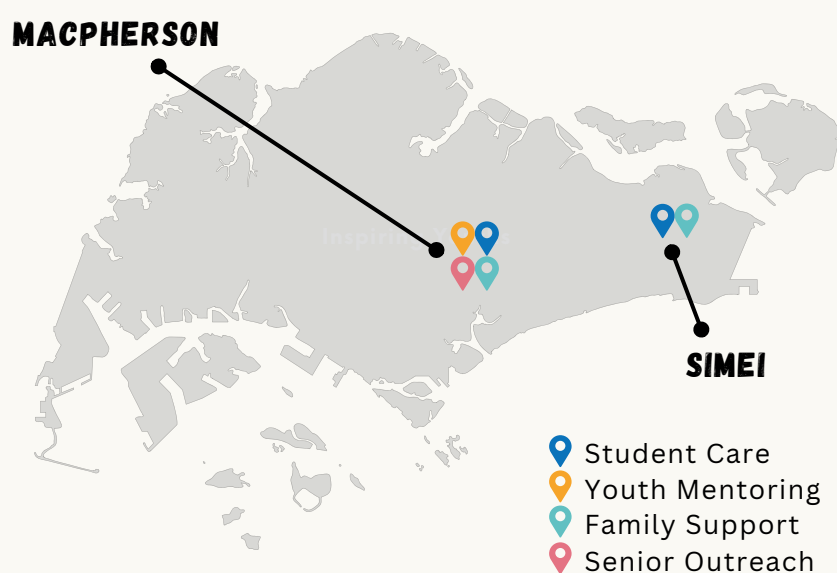 MACPHERSON
SIMEI
Student Care
Youth Mentoring
Family Support
Senior Outreach